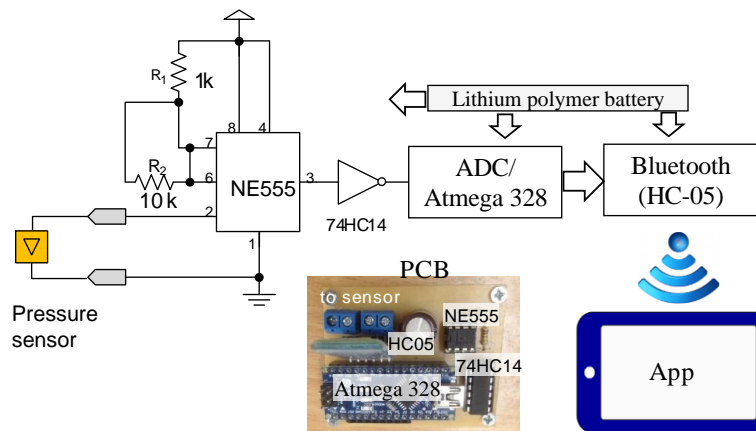 R1
1k
8
4
7
R2
6
10k
2
NE555
3
1
74HC14
Lithium polymer battery
ADC/
Atmega 328
Bluetooth
(HC-05)
Pressure
sensor
PCB
to sensor
NE555
HC05
74HC14
Atmega 328
App